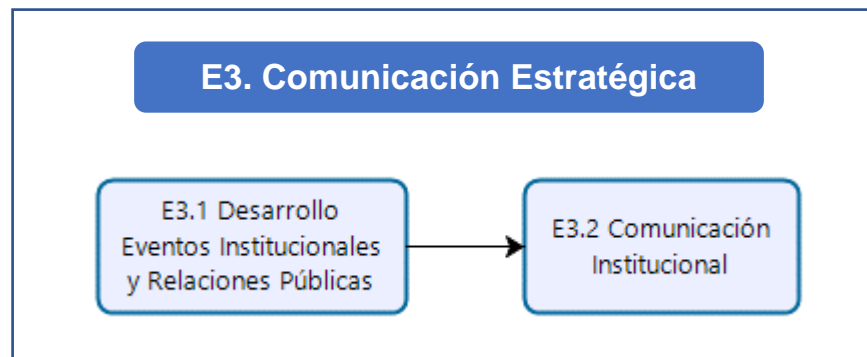 E3. Comunicación Estratégica
E3.1 Desarrollo
Eventos Institucionales
y Relaciones Públicas
E3.2 Comunicación
Institucional